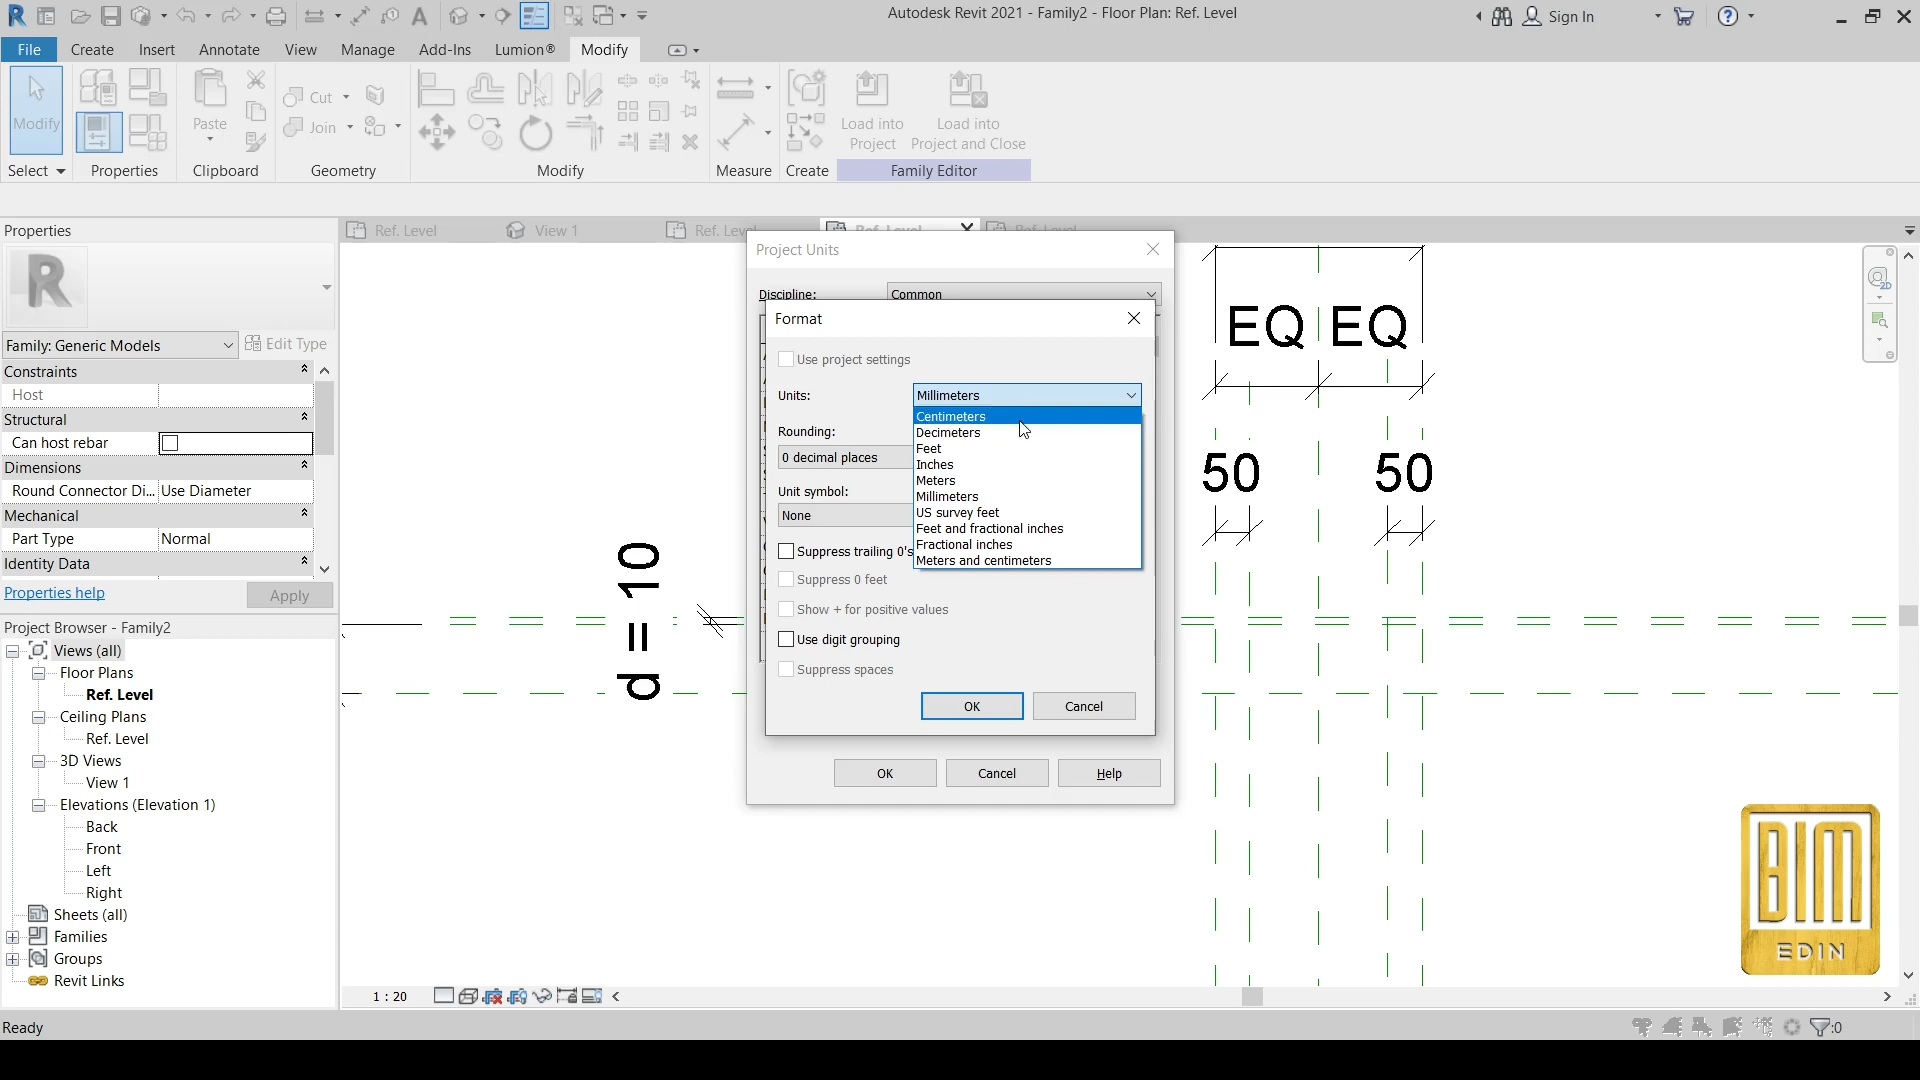 Autodesk Revit 2021 - Family2 - Floor Plan: Ref. Level
Sign In
File
Create
Insert
Annotate
View
Manage
Add-Ins
Lumion®
Modify
Modify
Paste
Cut
Join
Load into
Project
Load into
Project and Close
Select
Properties
Clipboard
Geometry
Modify
Measure
Create
Family Editor
Properties
Ref. Level
View 1
Ref. Level
Ref. Level
Ref. Level
Family: Generic Models
Edit Type
Constraints
Host
Structural
Can host rebar
Dimensions
Round Connector Di...
Use Diameter
Mechanical
Part Type
Normal
Identity Data
Properties help
Apply
Project Browser - Family2
Views (all)
Floor Plans
Ref. Level
Ceiling Plans
Ref. Level
3D Views
View 1
Elevations (Elevation 1)
Back
Front
Left
Right
Sheets (all)
Families
Groups
Revit Links
Project Units
Discipline:
Common
Format
Use project settings
Units:
Millimeters
Centimeters
Decimeters
Feet
Inches
Meters
Millimeters
US survey feet
Feet and fractional inches
Fractional inches
Meters and centimeters
Rounding:
0 decimal places
Unit symbol:
None
Suppress trailing 0's
Suppress 0 feet
Show + for positive values
Use digit grouping
Suppress spaces
OK
Cancel
OK
Cancel
Help
EQ EQ
50
50
d = 10
2D
BIM
EDIN
1 : 20
Ready
:0